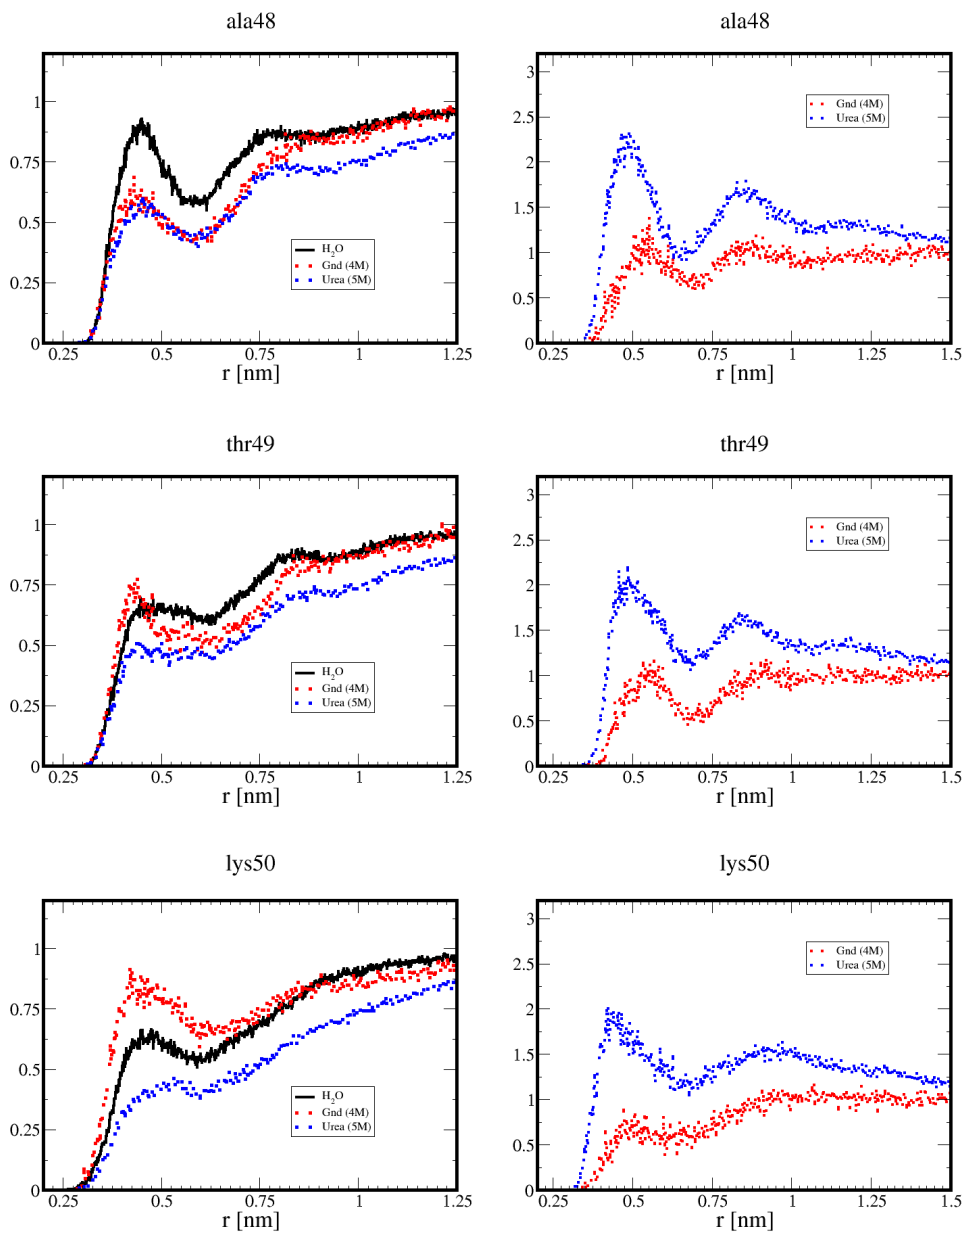 ala48
1
0.75
0.5
0.25
0
H2O
Gnd (4M)
Urea (5M)
0.25 0.5 0.75 1 1.25
r [nm]
ala48
3
2.5
2
1.5
1
0.5
0
Gnd (4M)
Urea (5M)
0.25 0.5 0.75 1 1.25 1.5
r [nm]
thr49
1
0.75
0.5
0.25
0
H2O
Gnd (4M)
Urea (5M)
0.25 0.5 0.75 1 1.25
r [nm]
thr49
3
2.5
2
1.5
1
0.5
0
Gnd (4M)
Urea (5M)
0.25 0.5 0.75 1 1.25 1.5
r [nm]
lys50
1
0.75
0.5
0.25
0
H2O
Gnd (4M)
Urea (5M)
0.25 0.5 0.75 1 1.25
r [nm]
lys50
3
2.5
2
1.5
1
0.5
0
Gnd (4M)
Urea (5M)
0.25 0.5 0.75 1 1.25 1.5
r [nm]